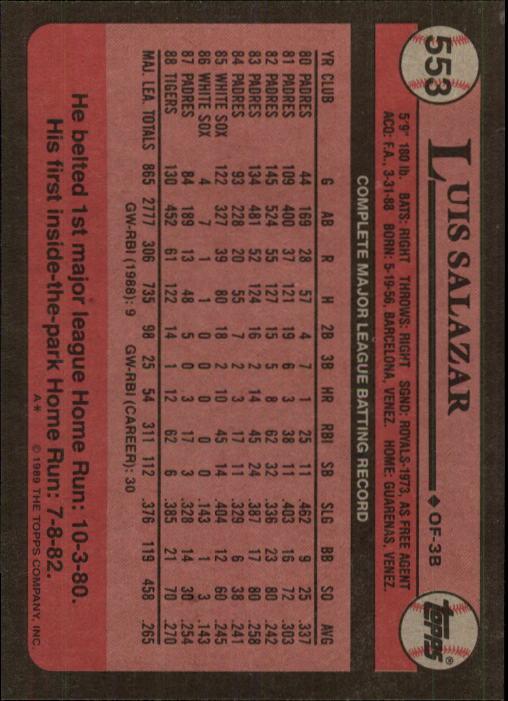 553
LUIS SALAZAR
◆ OF-3B
TOPPS®
5'9" 180 lb. BATS: RIGHT THROWS: RIGHT SGND: ROYALS-1973, AS FREE AGENT
ACQ: F.A., 3-31-88 BORN: 5-19-56, BARCELONA, VENEZ. HOME: GUARENAS, VENEZ.
COMPLETE MAJOR LEAGUE BATTING RECORD
YR CLUB G AB R H 2B 3B HR RBI SB SLG BB SO AVG
80 PADRES 44 169 28 57 4 7 1 25 11 .462 9 25 .337
81 PADRES 109 400 37 121 19 6 3 38 11 .403 16 72 .303
82 PADRES 145 524 55 127 15 5 8 62 32 .336 23 80 .242
83 PADRES 134 481 52 124 16 2 14 45 24 .387 17 80 .258
84 PADRES 93 228 20 55 7 2 3 17 11 .329 6 38 .241
85 WHITE SOX 122 327 39 80 18 2 10 45 14 .404 12 60 .245
86 WHITE SOX 4 7 1 1 0 0 0 0 0 .143 1 3 .143
87 PADRES 84 189 13 48 5 0 3 17 3 .328 14 30 .254
88 TIGERS 130 452 61 122 14 1 12 62 6 .385 21 70 .270
MAJ. LEA. TOTALS 865 2777 306 735 98 25 54 311 112 .376 119 458 .265
GW-RBI (1988): 9 GW-RBI (CAREER): 30
He belted 1st major league Home Run: 10-3-80.
His first inside-the-park Home Run: 7-8-82.
A* © 1989 THE TOPPS COMPANY, INC.